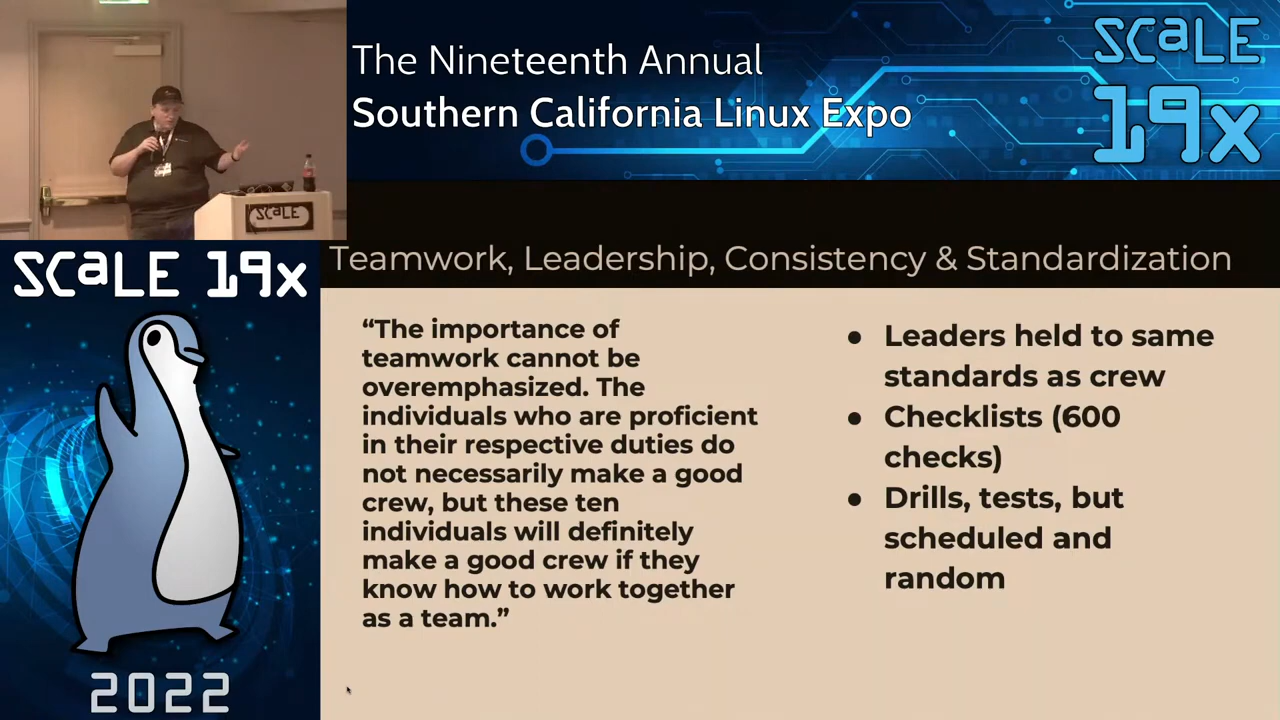 The Nineteenth Annual
Southern California Linux Expo
SCaLE
19x
SCALE
SCaLE 19x
2022
Teamwork, Leadership, Consistency & Standardization
“The importance of
teamwork cannot be
overemphasized. The
individuals who are proficient
in their respective duties do
not necessarily make a good
crew, but these ten
individuals will definitely
make a good crew if they
know how to work together
as a team.”
● Leaders held to same
standards as crew
● Checklists (600
checks)
● Drills, tests, but
scheduled and
random